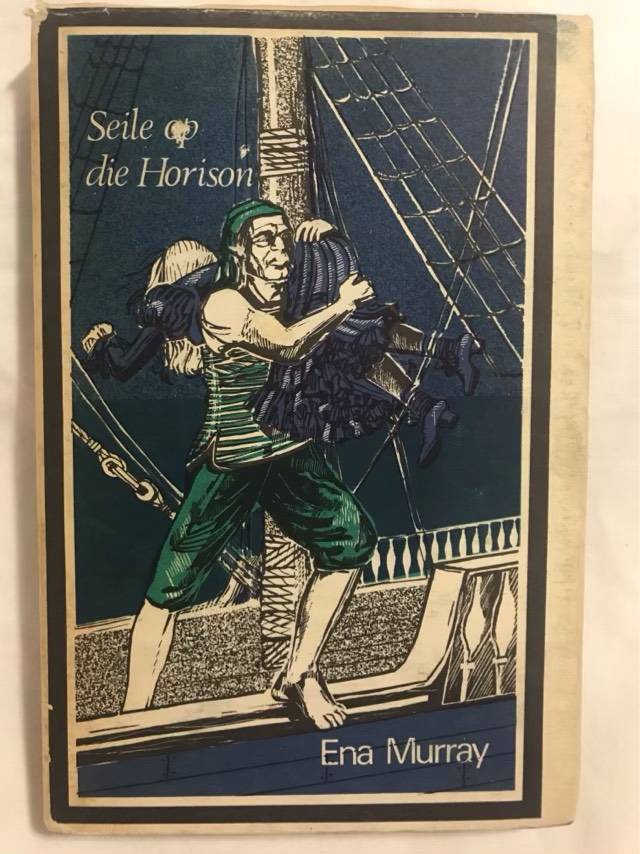 Seile op
die Horison
Ena Murray